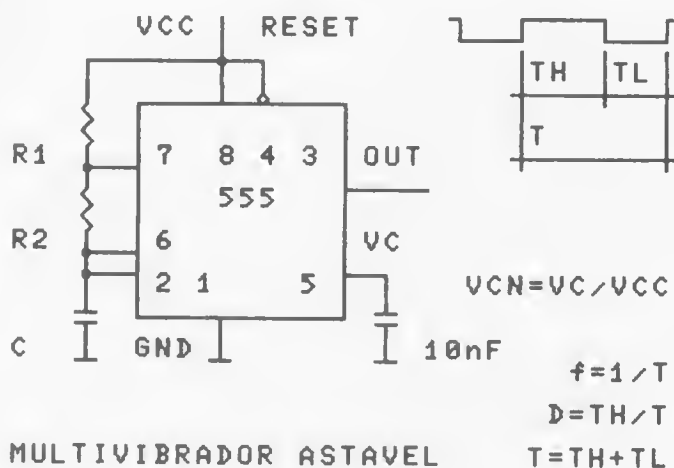 VCC RESET
TH TL
T
R1 7 8 4 3 OUT
555
R2 6 VC
2 1 5
VCN=VC/VCC
C GND 10nF
f=1/T
D=TH/T
MULTIVIBRADOR ASTAVEL T=TH+TL